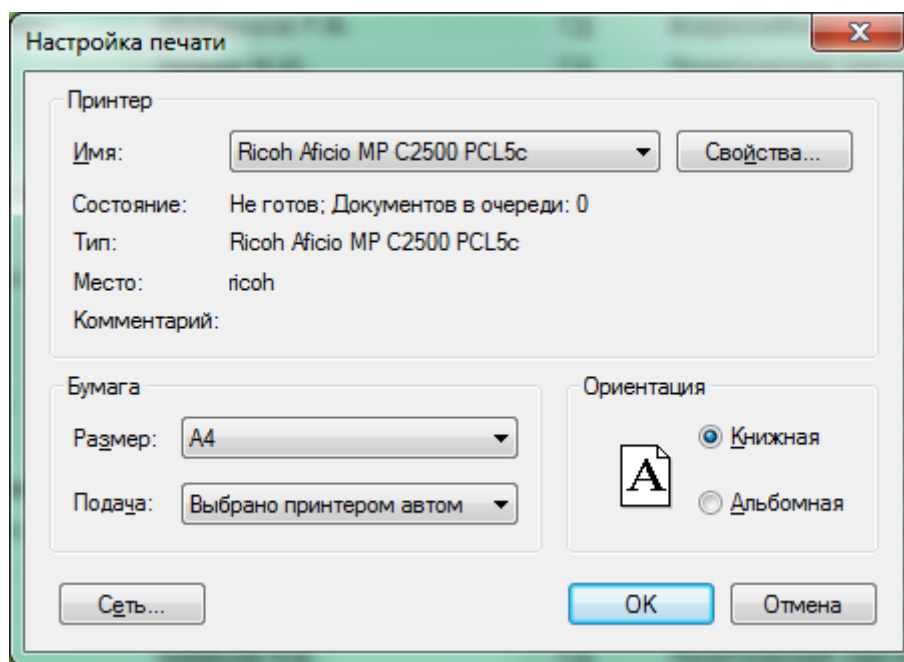 Настройка печати
Принтер
Имя: Ricoh Aficio MP C2500 PCL5c Свойства...
Состояние: Не готов; Документов в очереди: 0
Тип: Ricoh Aficio MP C2500 PCL5c
Место: ricoh
Комментарий:
Бумага
Размер: A4
Подача: Выбрано принтером автом
Ориентация
A
Книжная
Альбомная
Сеть... OK Отмена